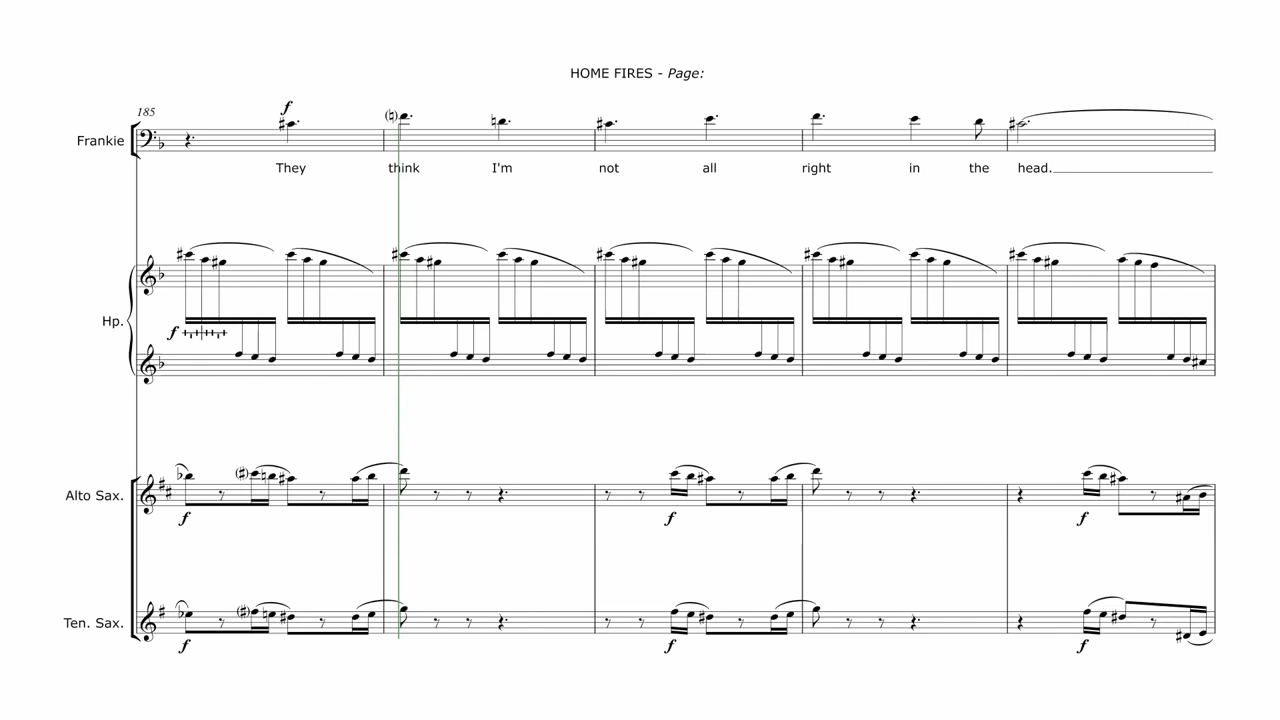 HOME FIRES - Page:
185
f
Frankie
They think I'm not all right in the head.
Hp.
f
Alto Sax.
f f f
Ten. Sax.
f f f